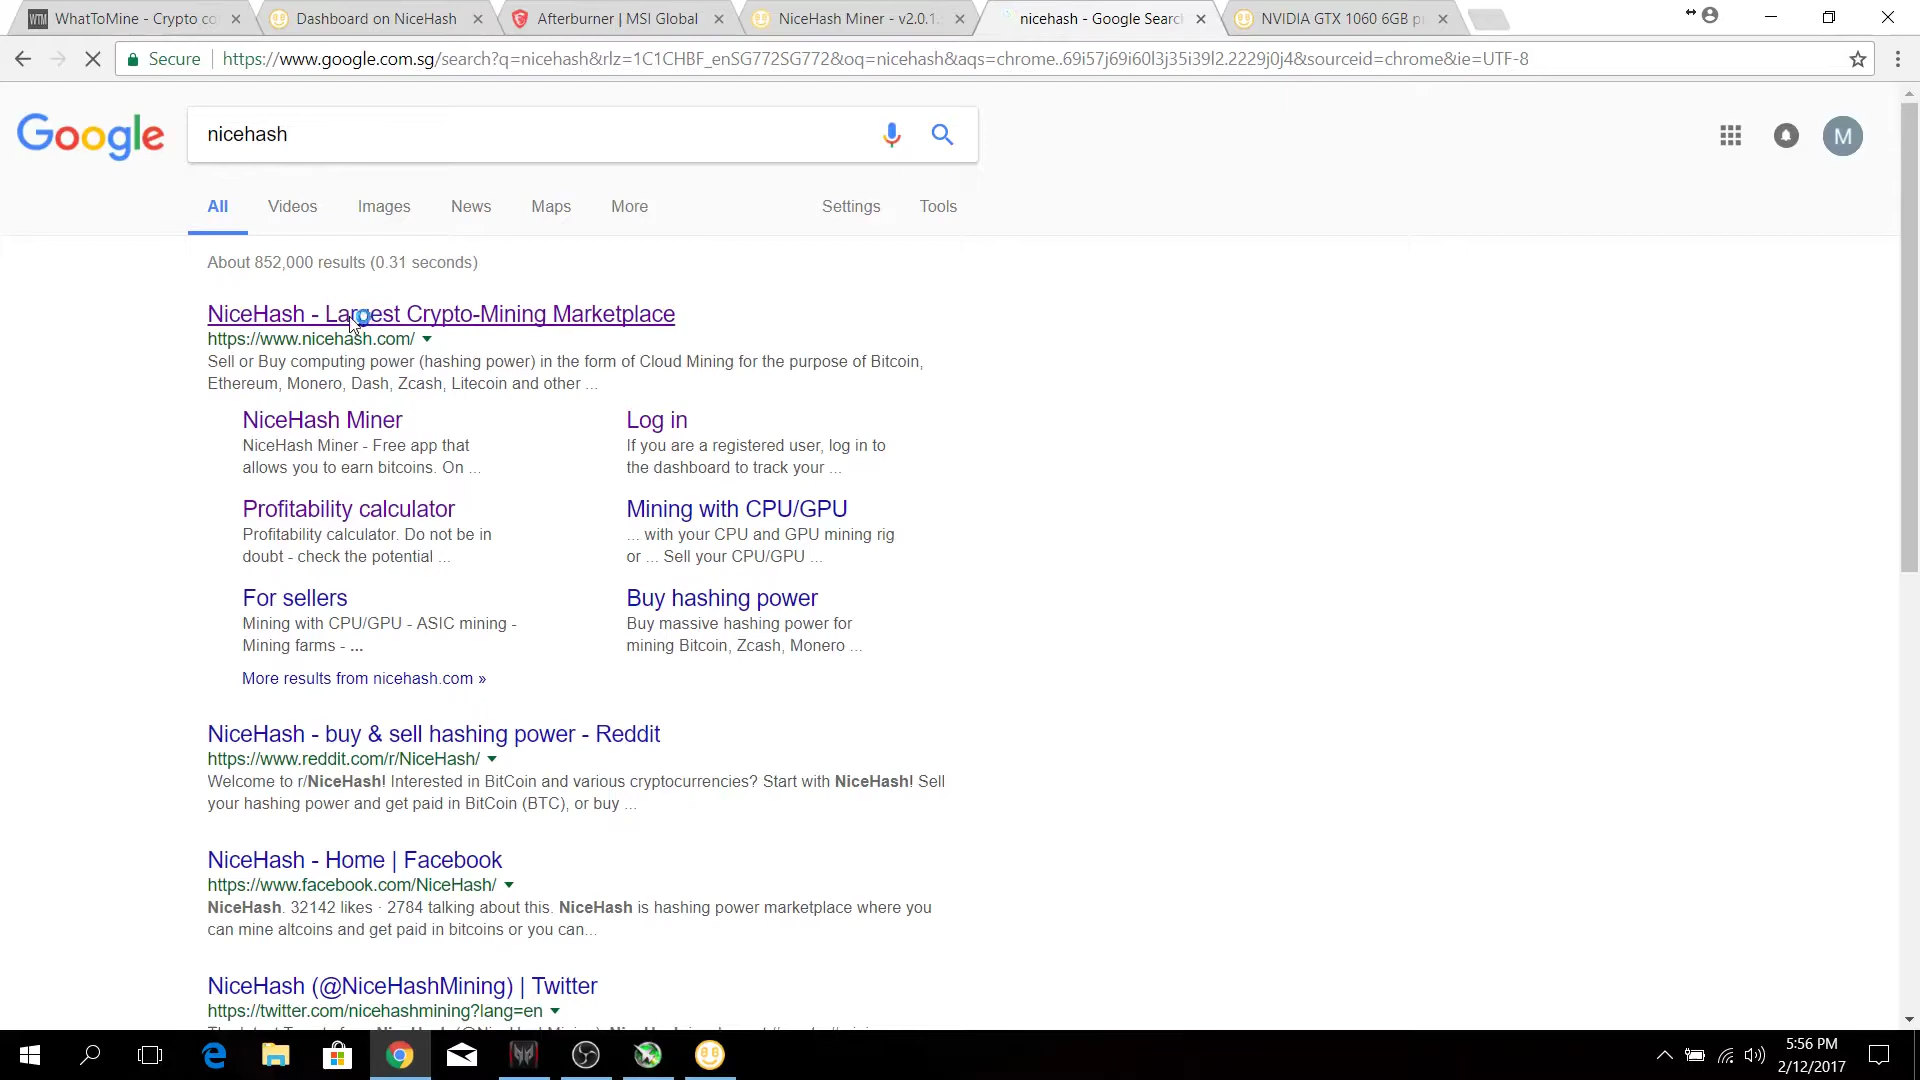 WhatToMine - Crypto co
Dashboard on NiceHash
Afterburner | MSI Global
NiceHash Miner - v2.0.1.
nicehash - Google Search
NVIDIA GTX 1060 6GB p
Secure
https://www.google.com.sg/search?q=nicehash&rlz=1C1CHBF_enSG772SG772&oq=nicehash&aqs=chrome..69i57j69i60l3j35i39l2.2229j0j4&sourceid=chrome&ie=UTF-8
Google
nicehash
M
All Videos Images News Maps More Settings Tools
About 852,000 results (0.31 seconds)
NiceHash - Largest Crypto-Mining Marketplace
https://www.nicehash.com/
Sell or Buy computing power (hashing power) in the form of Cloud Mining for the purpose of Bitcoin,
Ethereum, Monero, Dash, Zcash, Litecoin and other ...
NiceHash Miner
NiceHash Miner - Free app that
allows you to earn bitcoins. On ...
Log in
If you are a registered user, log in to
the dashboard to track your ...
Profitability calculator
Profitability calculator. Do not be in
doubt - check the potential ...
Mining with CPU/GPU
... with your CPU and GPU mining rig
or ... Sell your CPU/GPU ...
For sellers
Mining with CPU/GPU - ASIC mining -
Mining farms - ...
Buy hashing power
Buy massive hashing power for
mining Bitcoin, Zcash, Monero ...
More results from nicehash.com »
NiceHash - buy & sell hashing power - Reddit
https://www.reddit.com/r/NiceHash/
Welcome to r/NiceHash! Interested in BitCoin and various cryptocurrencies? Start with NiceHash! Sell
your hashing power and get paid in BitCoin (BTC), or buy ...
NiceHash - Home | Facebook
https://www.facebook.com/NiceHash/
NiceHash. 32142 likes · 2784 talking about this. NiceHash is hashing power marketplace where you
can mine altcoins and get paid in bitcoins or you can...
NiceHash (@NiceHashMining) | Twitter
https://twitter.com/nicehashmining?lang=en
5:56 PM
2/12/2017